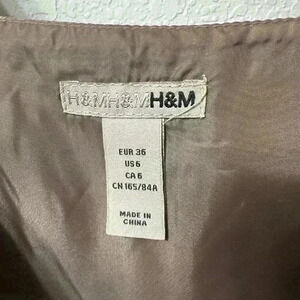 H&MH&MH&M
EUR 36
US 6
CA 6
CN 165/84A
MADE IN
CHINA